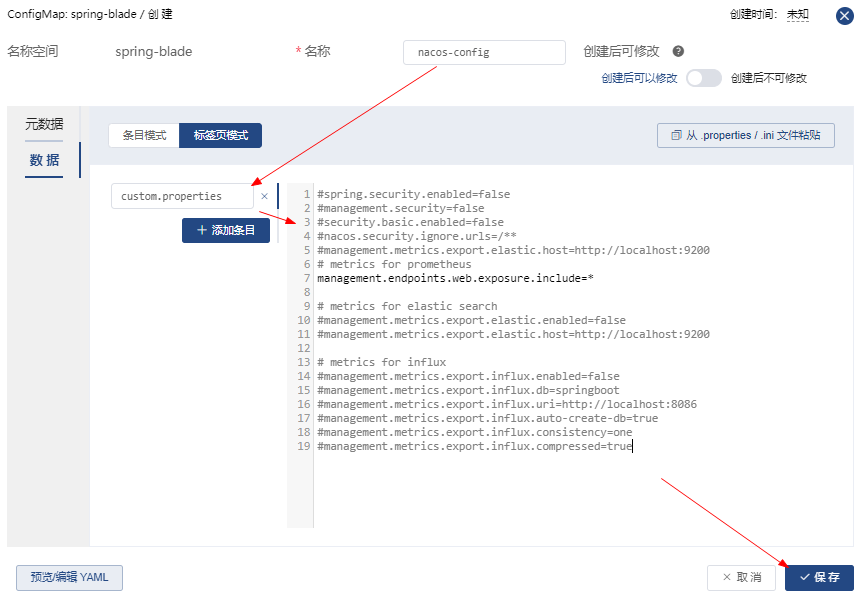 ConfigMap: spring-blade / 创 建
创建时间： 未知
名称空间 spring-blade * 名称 nacos-config 创建后可修改
创建后可以修改 创建后不可修改
元数据
数据
条目模式 标签页模式
从 .properties / .ini 文件粘贴
custom.properties ×
＋ 添加条目
1 #spring.security.enabled=false
2 #management.security=false
3 #security.basic.enabled=false
4 #nacos.security.ignore.urls=/**
5 #management.metrics.export.elastic.host=http://localhost:9200
6 # metrics for prometheus
7 management.endpoints.web.exposure.include=*
8
9 # metrics for elastic search
10 #management.metrics.export.elastic.enabled=false
11 #management.metrics.export.elastic.host=http://localhost:9200
12
13 # metrics for influx
14 #management.metrics.export.influx.enabled=false
15 #management.metrics.export.influx.db=springboot
16 #management.metrics.export.influx.uri=http://localhost:8086
17 #management.metrics.export.influx.auto-create-db=true
18 #management.metrics.export.influx.consistency=one
19 #management.metrics.export.influx.compressed=true
预览/编辑 YAML
× 取 消
✓ 保 存